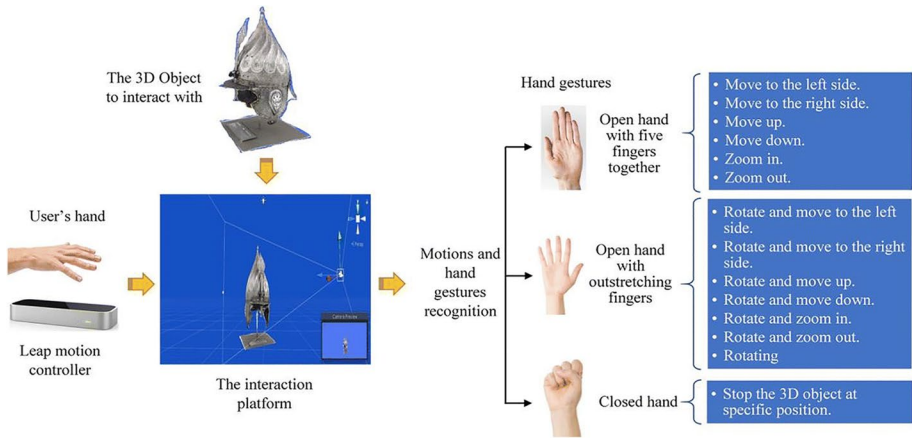 The 3D Object
to interact with
User's hand
Leap motion
controller
The interaction
platform
Motions and
hand
gestures
recognition
Hand gestures
Open hand
with five
fingers
together
• Move to the left side.
• Move to the right side.
• Move up.
• Move down.
• Zoom in.
• Zoom out.
Open hand
with
outstretching
fingers
• Rotate and move to the left
side.
• Rotate and move to the right
side.
• Rotate and move up.
• Rotate and move down.
• Rotate and zoom in.
• Rotate and zoom out.
• Rotating
Closed hand
• Stop the 3D object at
specific position.